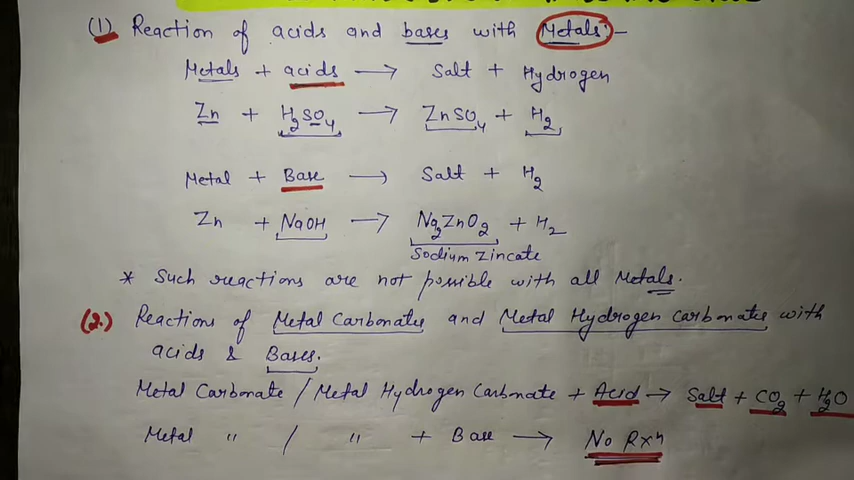 (1) Reaction of acids and bases with Metals:-
Metals + acids → Salt + Hydrogen
Zn + H₂SO₄ → ZnSO₄ + H₂
Metal + Base → Salt + H₂
Zn + NaOH → Na₂ZnO₂ + H₂
Sodium Zincate
* Such reactions are not possible with all Metals.
(2.) Reactions of Metal Carbonates and Metal Hydrogen carbonates with
acids & Bases.
Metal Carbonate / Metal Hydrogen Carbonate + Acid → Salt + CO₂ + H₂O
Metal " / " + Base → No Rxⁿ